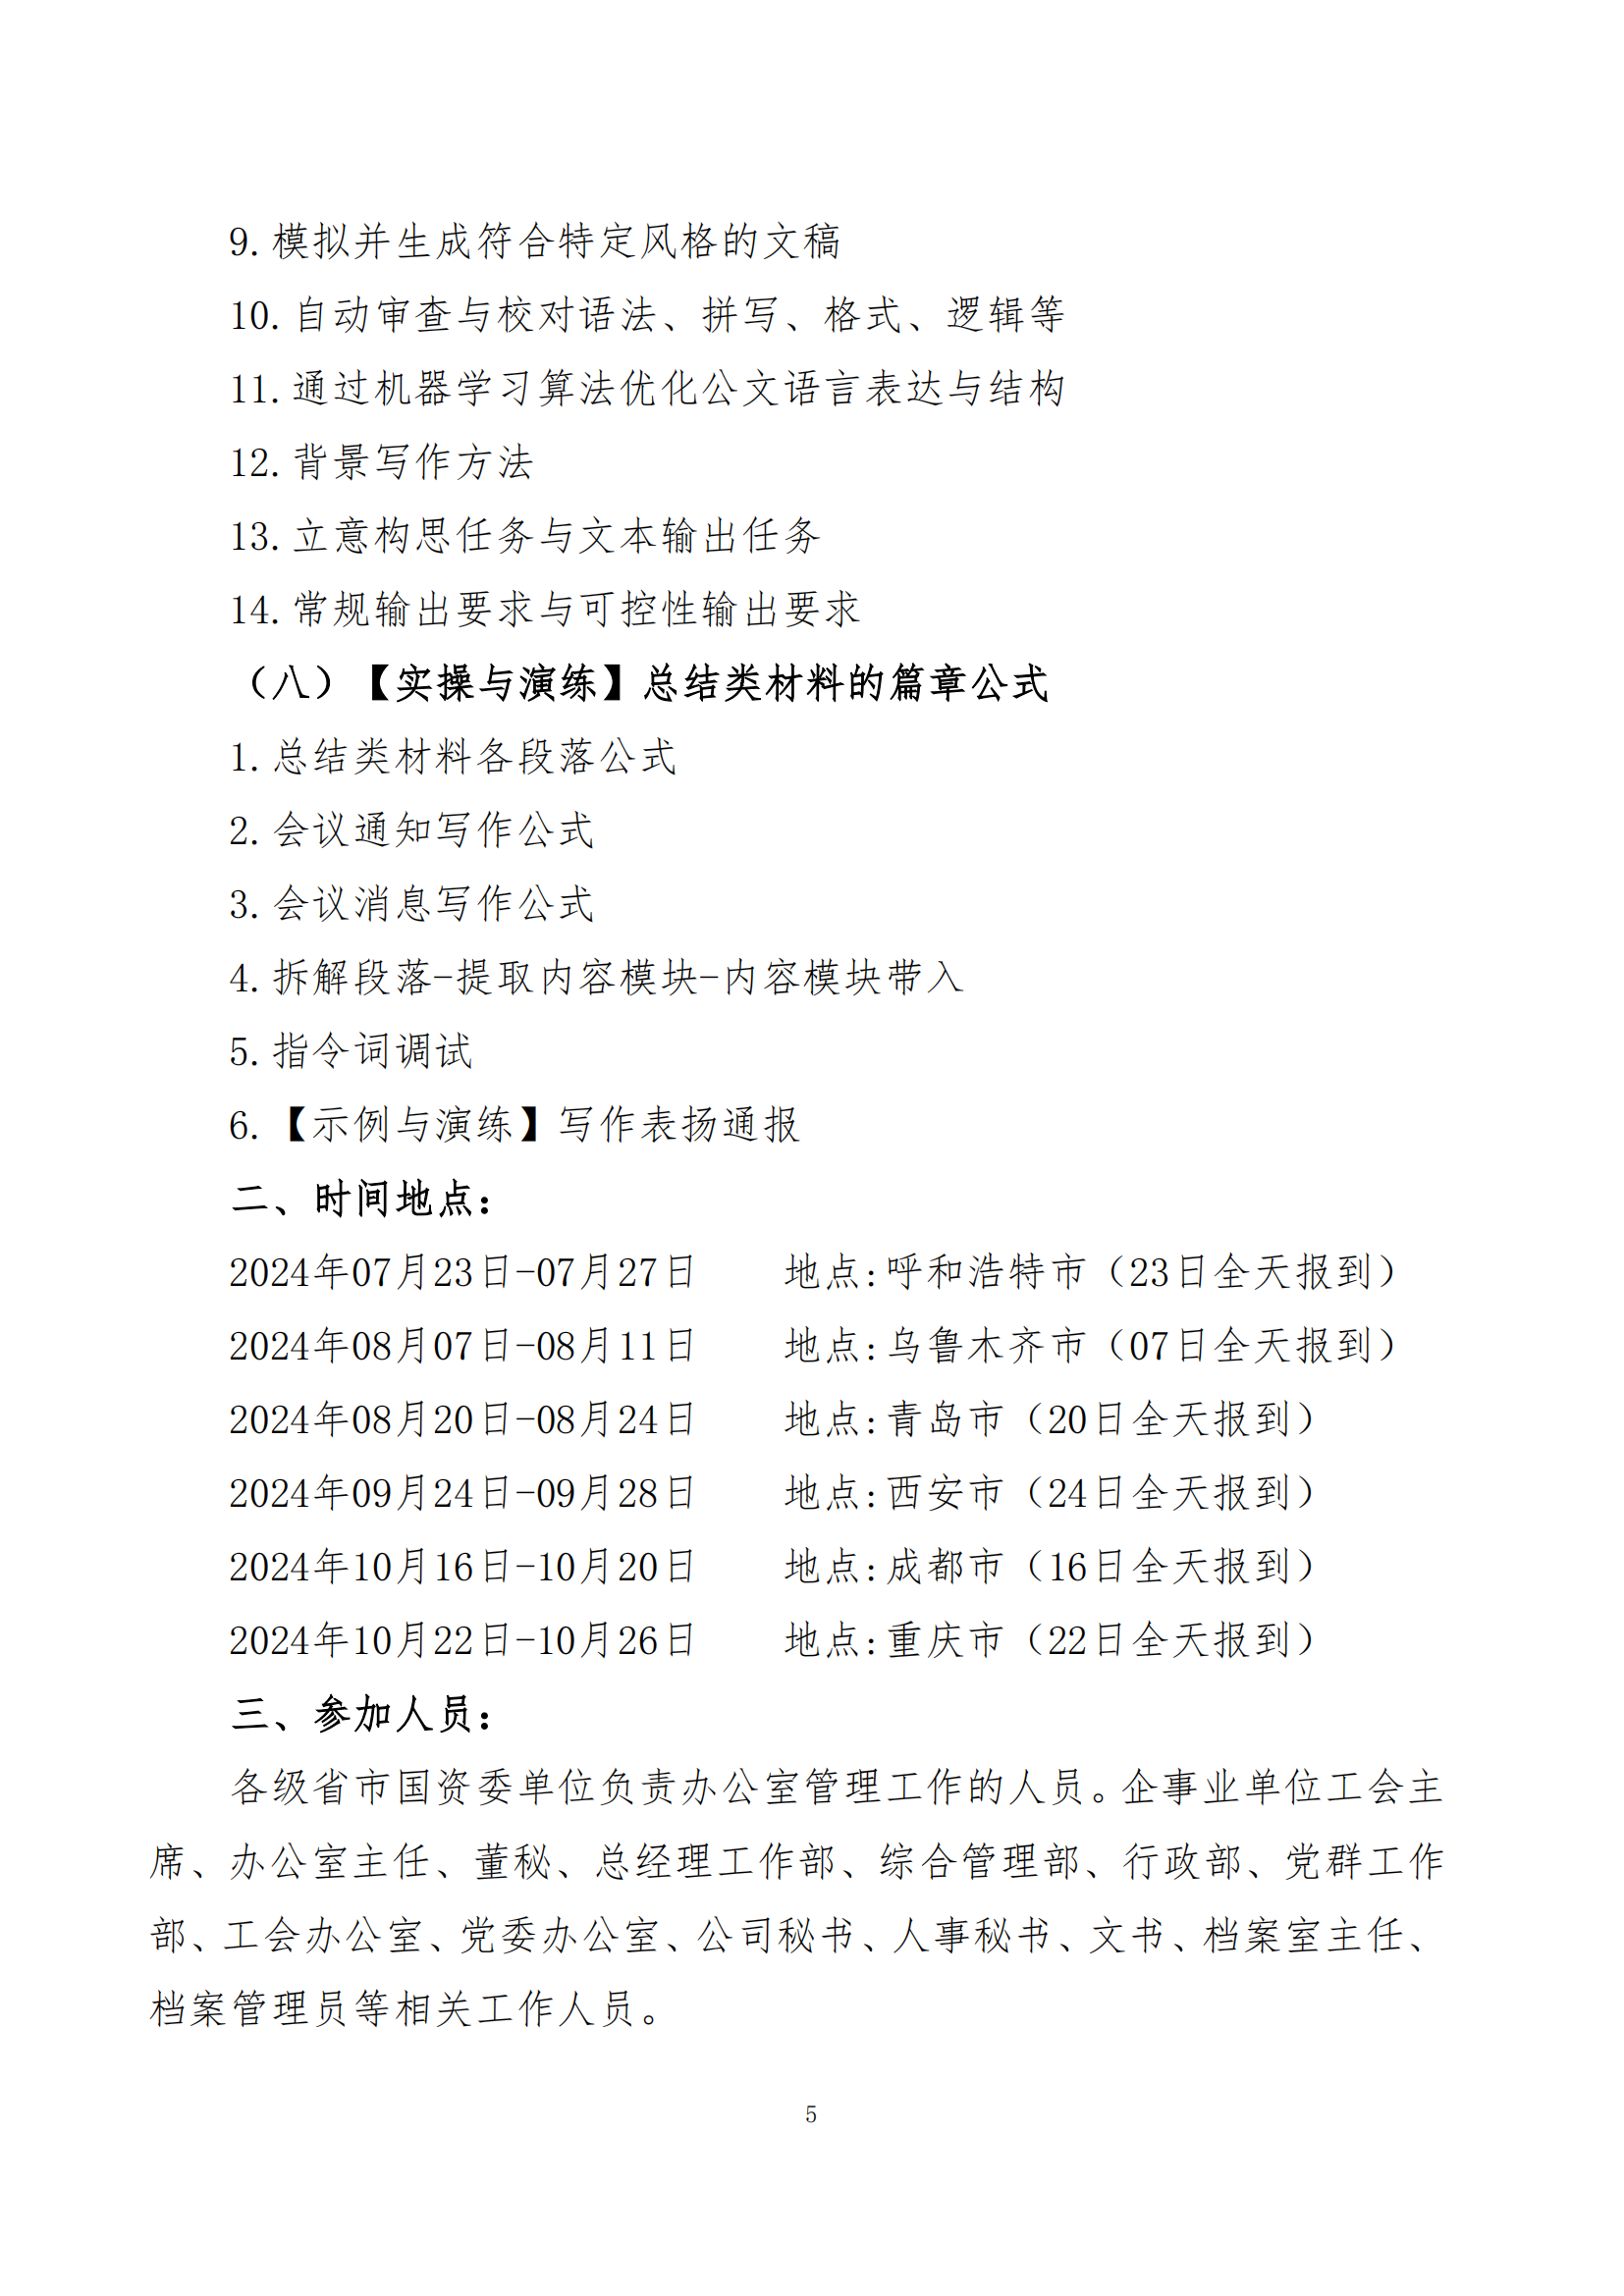 9.模拟并生成符合特定风格的文稿
10.自动审查与校对语法、拼写、格式、逻辑等
11.通过机器学习算法优化公文语言表达与结构
12.背景写作方法
13.立意构思任务与文本输出任务
14.常规输出要求与可控性输出要求
（八）【实操与演练】总结类材料的篇章公式
1.总结类材料各段落公式
2.会议通知写作公式
3.会议消息写作公式
4.拆解段落-提取内容模块-内容模块带入
5.指令词调试
6.【示例与演练】写作表扬通报
二、时间地点：
2024年07月23日-07月27日 地点:呼和浩特市（23日全天报到）
2024年08月07日-08月11日 地点:乌鲁木齐市（07日全天报到）
2024年08月20日-08月24日 地点:青岛市（20日全天报到）
2024年09月24日-09月28日 地点:西安市（24日全天报到）
2024年10月16日-10月20日 地点:成都市（16日全天报到）
2024年10月22日-10月26日 地点:重庆市（22日全天报到）
三、参加人员：
各级省市国资委单位负责办公室管理工作的人员。企事业单位工会主
席、办公室主任、董秘、总经理工作部、综合管理部、行政部、党群工作
部、工会办公室、党委办公室、公司秘书、人事秘书、文书、档案室主任、
档案管理员等相关工作人员。
5